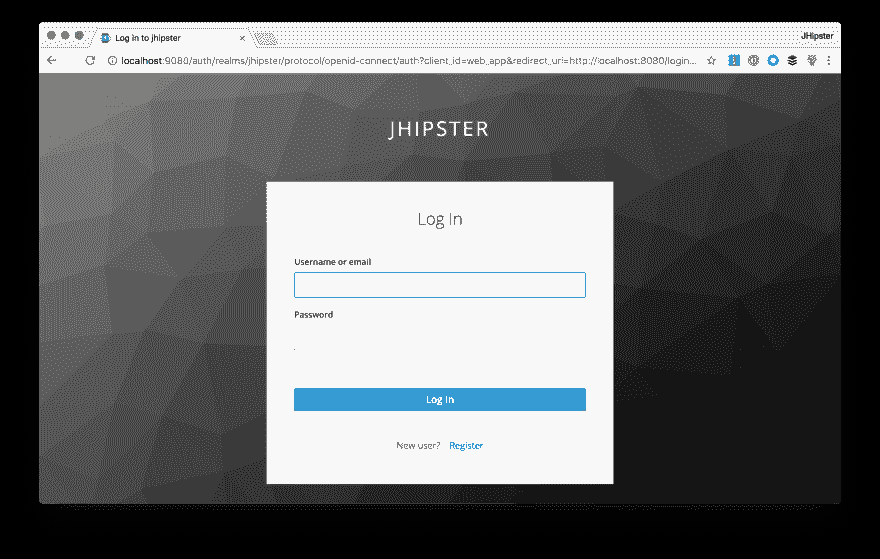 Log in to jhipster
JHipster
localhost:9080/auth/realms/jhipster/protocol/openid-connect/auth?client_id=web_app&redirect_uri=http://localhost:8080/login...
JHIPSTER
Log In
Username or email
Password
Log In
New user? Register